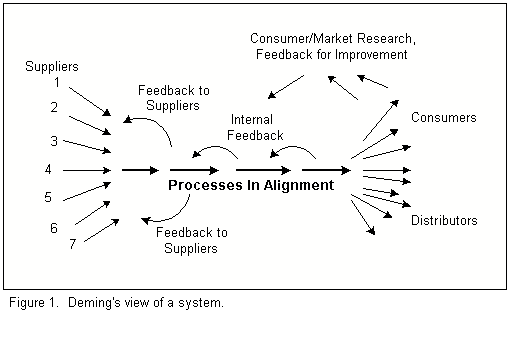 Consumer/Market Research,
Feedback for Improvement
Suppliers
1
Feedback to
Suppliers
2
Internal
Feedback
Consumers
3
4
Processes In Alignment
5
6
Feedback to
Suppliers
Distributors
7
Figure 1. Deming's view of a system.